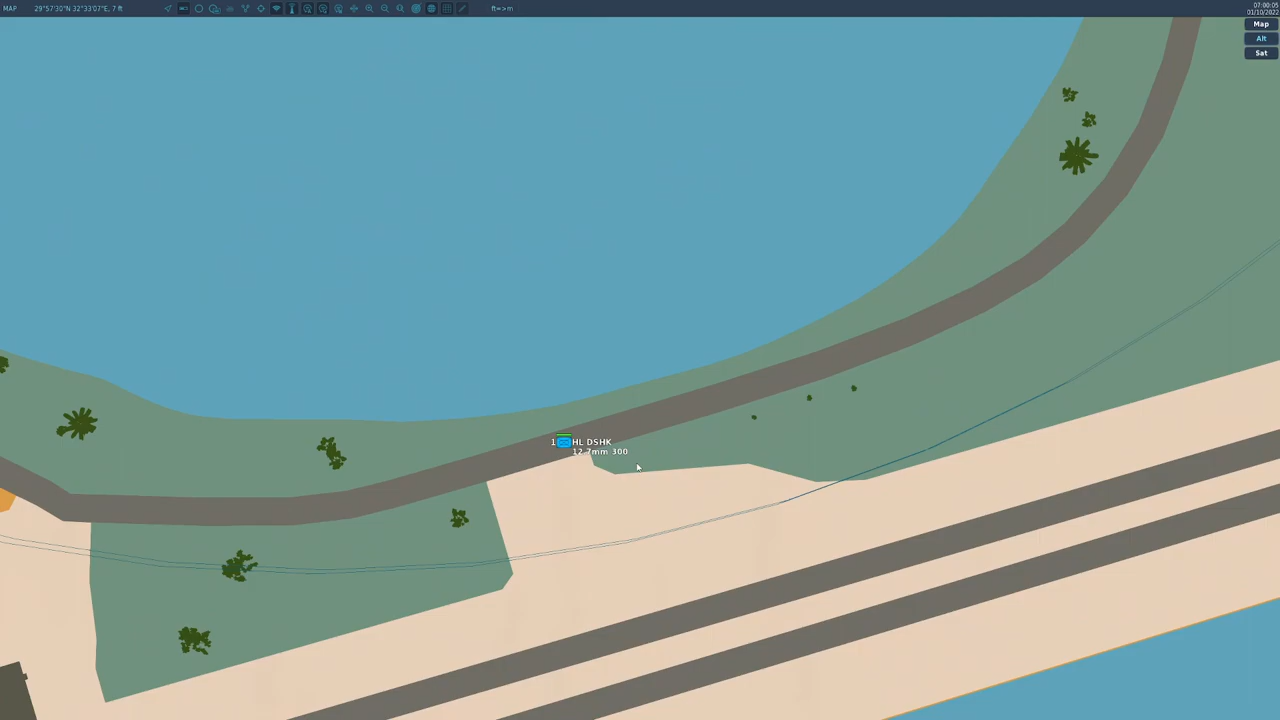 MAP 29°57'30"N 32°33'07"E, 7 ft ft=>m 07:00:05
01/10/2022
Map
Alt
Sat
1 HL DSHK
12.7mm 300